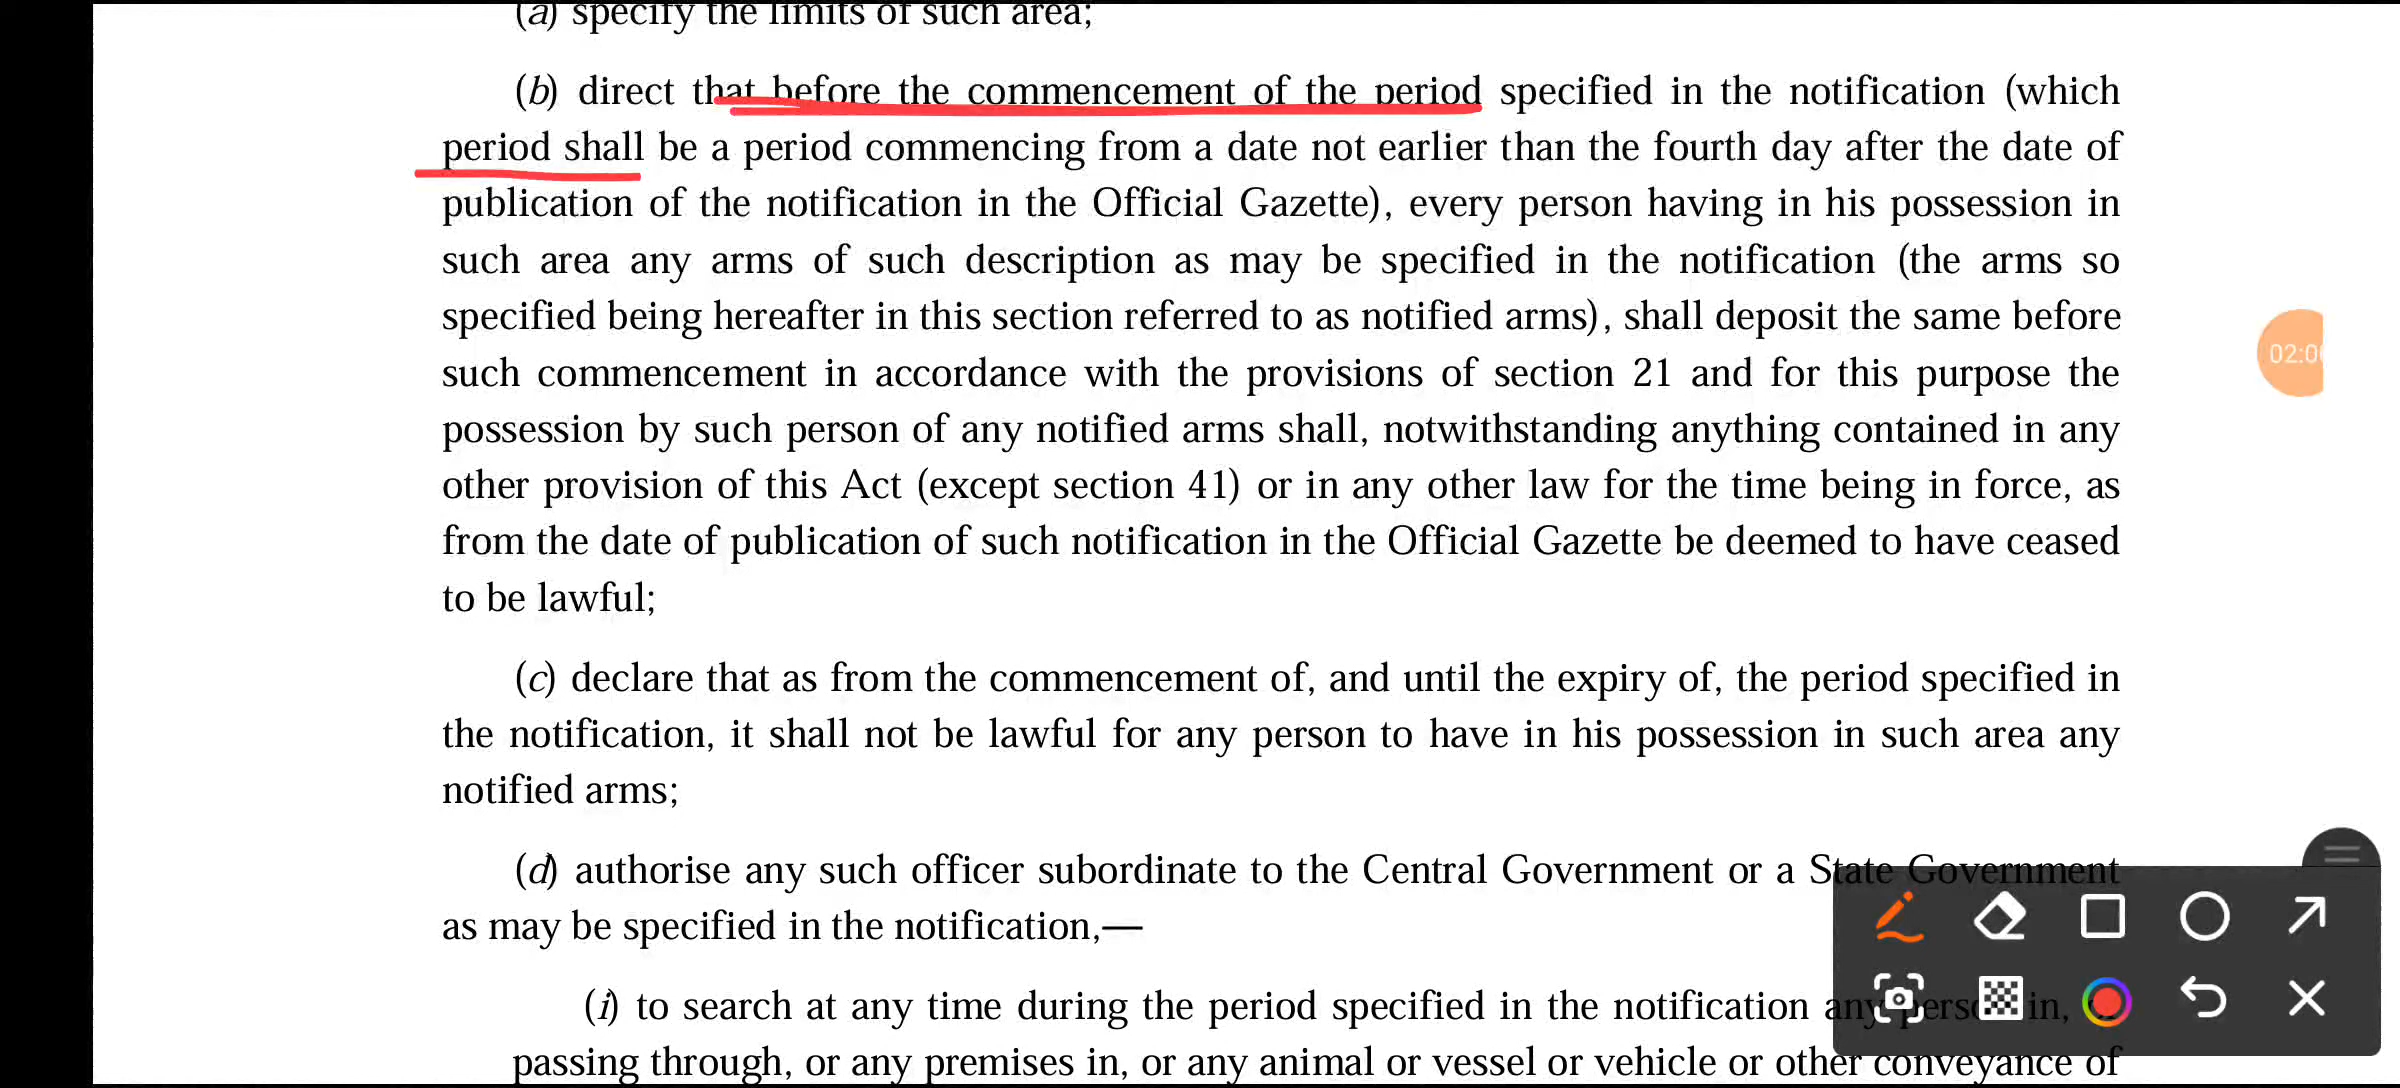 (a) specify the limits of such area;
(b) direct that before the commencement of the period specified in the notification (which
period shall be a period commencing from a date not earlier than the fourth day after the date of
publication of the notification in the Official Gazette), every person having in his possession in
such area any arms of such description as may be specified in the notification (the arms so
specified being hereafter in this section referred to as notified arms), shall deposit the same before
such commencement in accordance with the provisions of section 21 and for this purpose the
possession by such person of any notified arms shall, notwithstanding anything contained in any
other provision of this Act (except section 41) or in any other law for the time being in force, as
from the date of publication of such notification in the Official Gazette be deemed to have ceased
to be lawful;
(c) declare that as from the commencement of, and until the expiry of, the period specified in
the notification, it shall not be lawful for any person to have in his possession in such area any
notified arms;
(d) authorise any such officer subordinate to the Central Government or a State Government
as may be specified in the notification,—
(i) to search at any time during the period specified in the notification any person in,
passing through, or any premises in, or any animal or vessel or vehicle or other conveyance of